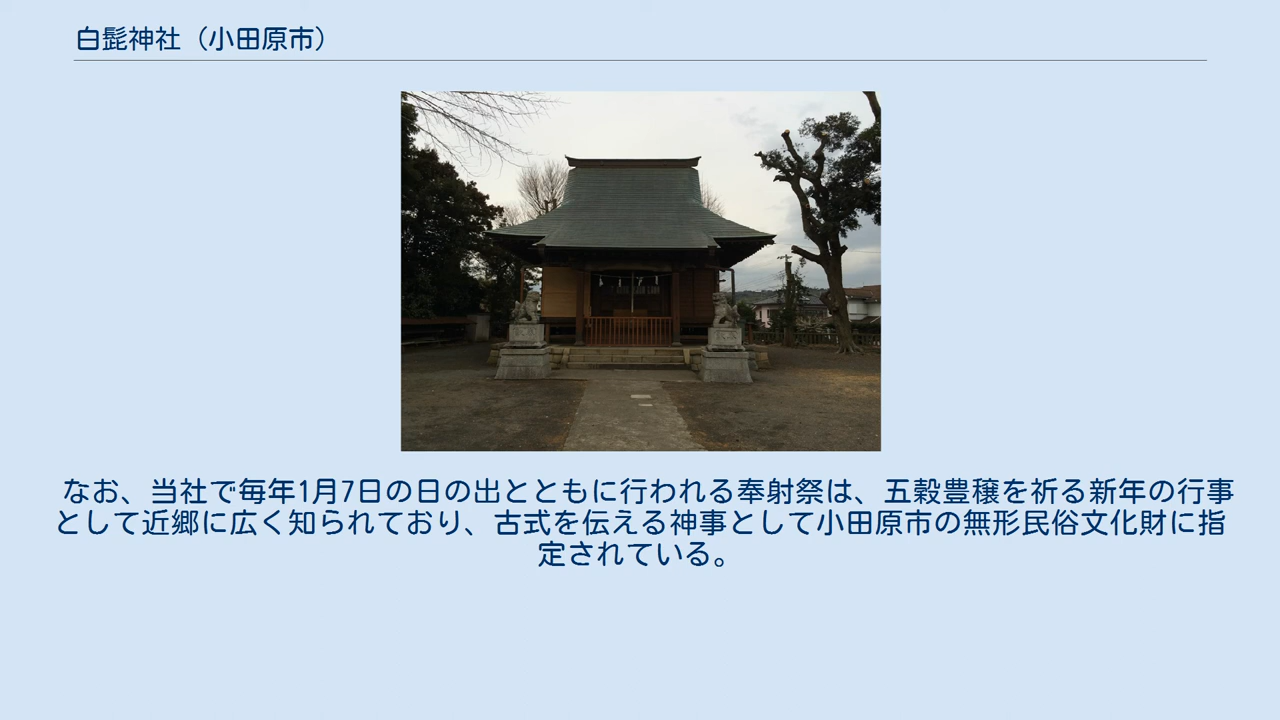 白髭神社（小田原市）
なお、当社で毎年1月7日の日の出とともに行われる奉射祭は、五穀豊穣を祈る新年の行事
として近郷に広く知られており、古式を伝える神事として小田原市の無形民俗文化財に指
定されている。